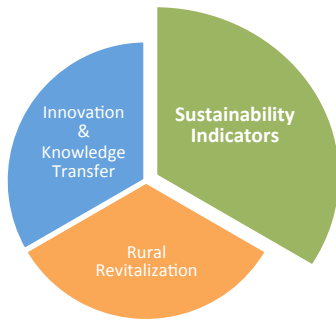 Innovation
&
Knowledge
Transfer
Sustainability
Indicators
Rural
Revitalization